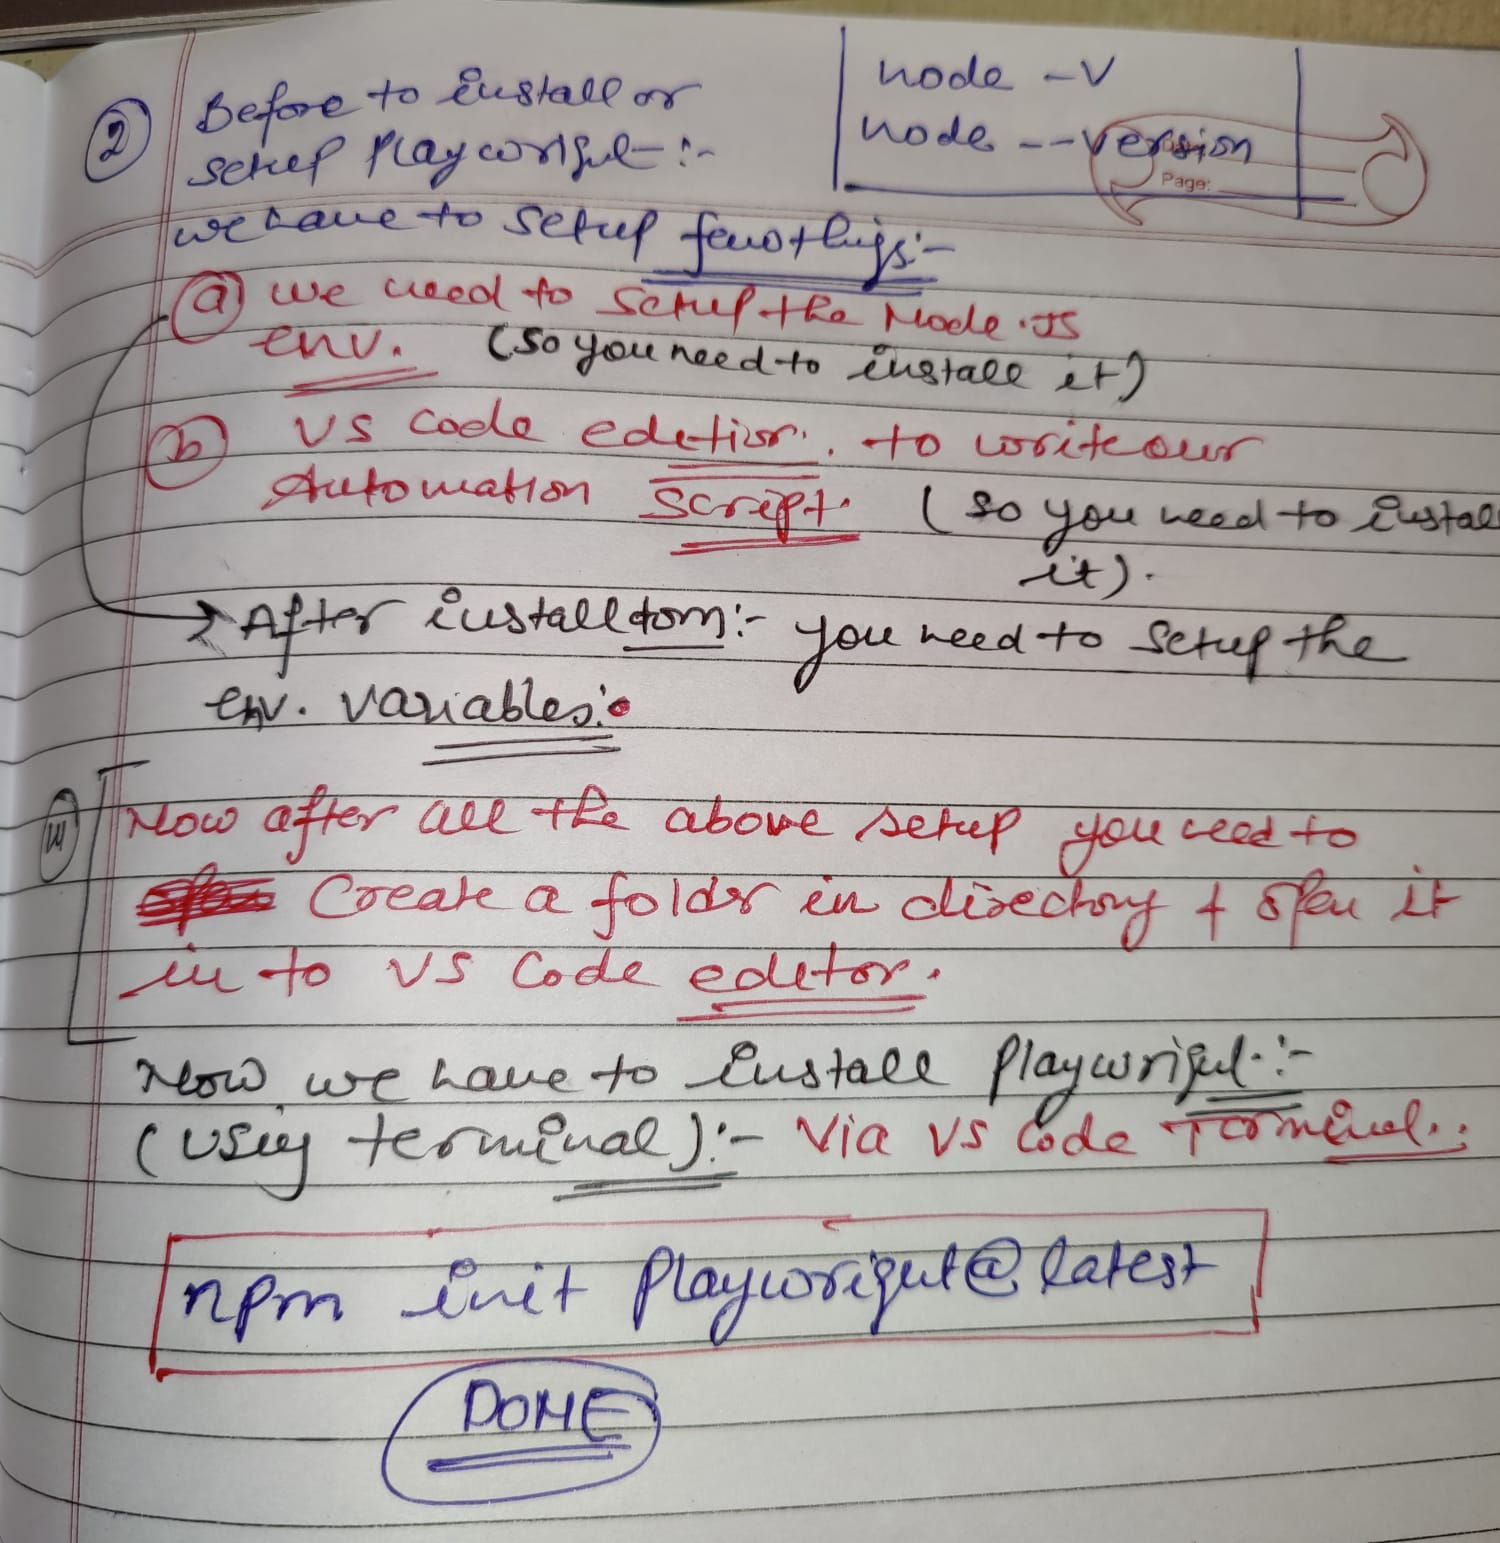 ② Before to install or
setup Playwright :-
node -v
node --version
Page:
we have to setup few things:-
ⓐ we need to setup the Node.JS
env. (so you need to install it)
ⓑ VS Code editior. to write our
Automation Script. (so you need to install
it).
→ After installtion:- you need to setup the
env. variables:
Now after all the above setup you need to
Create a folder in directory & open it
in to VS Code editor.
Now, we have to install Playwright:-
(using terminal):- Via VS Code Terminal.:
npm init Playwright@latest
DONE